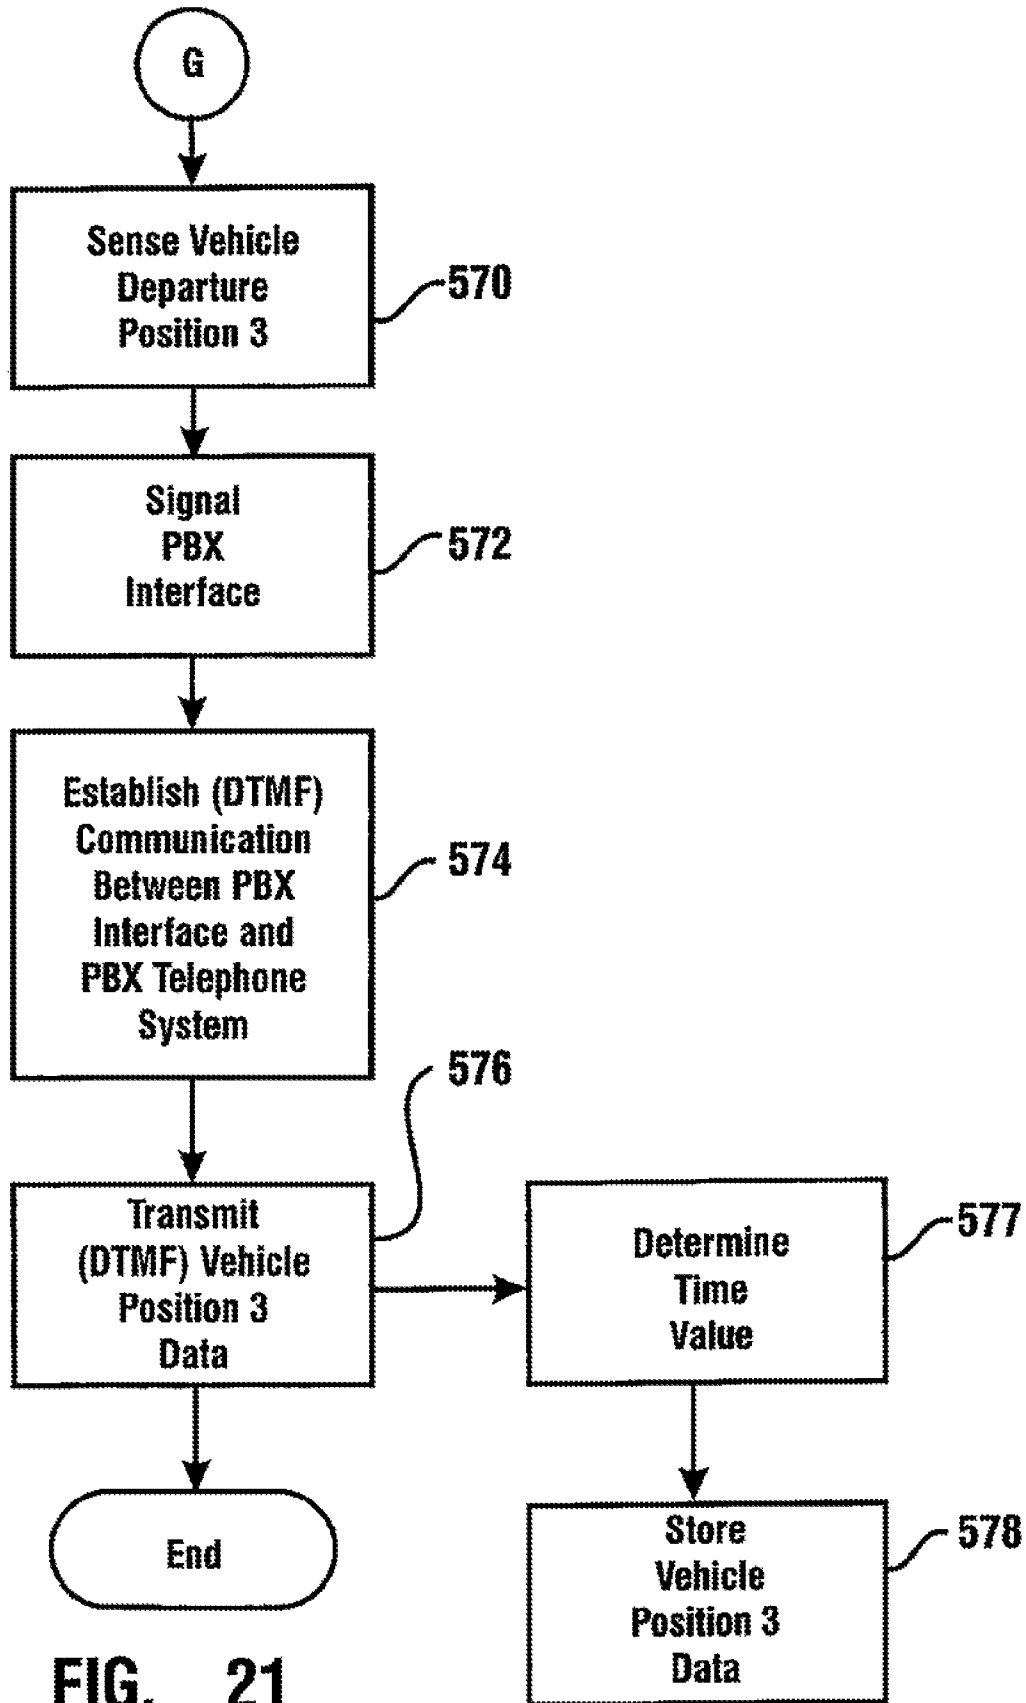 G
Sense Vehicle
Departure
Position 3
570
Signal
PBX
Interface
572
Establish (DTMF)
Communication
Between PBX
Interface and
PBX Telephone
System
574
576
Transmit
(DTMF) Vehicle
Position 3
Data
Determine
Time
Value
577
End
Store
Vehicle
Position 3
Data
578
FIG. 21